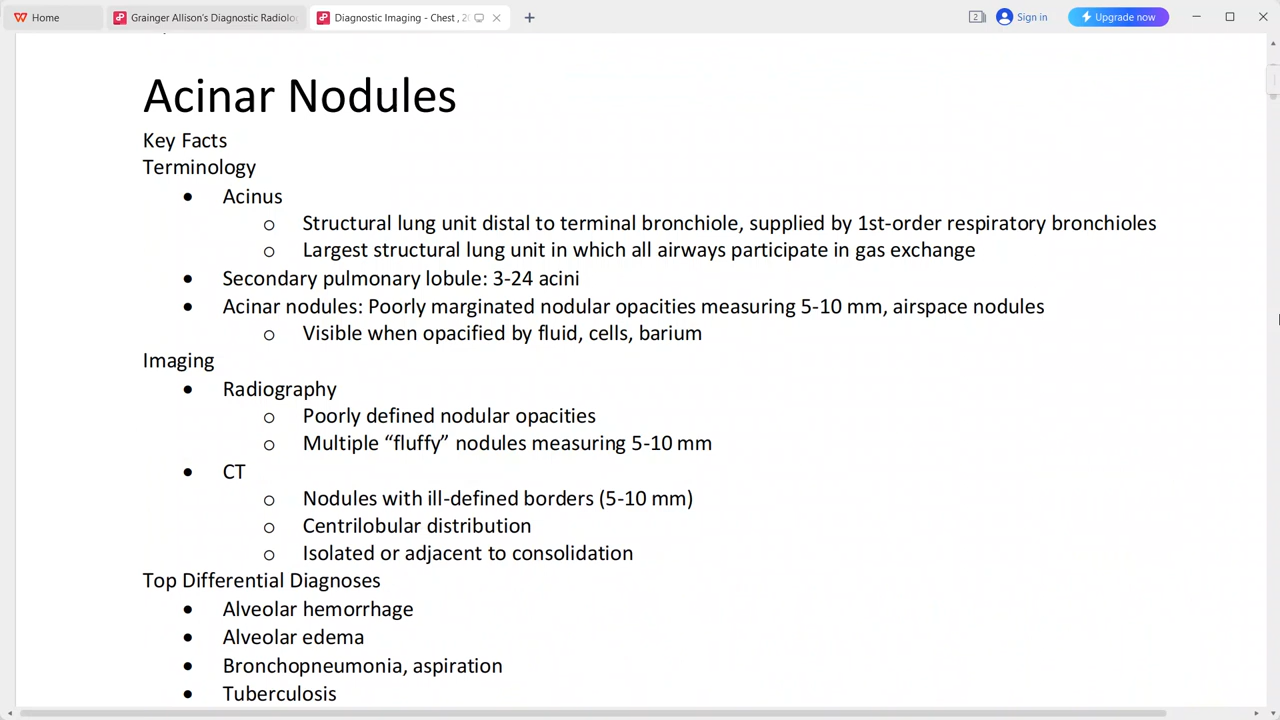 Home
Grainger Allison's Diagnostic Radiolo
Diagnostic Imaging - Chest , 2
2
Sign in
Upgrade now
Acinar Nodules
Key Facts
Terminology
• Acinus
o Structural lung unit distal to terminal bronchiole, supplied by 1st-order respiratory bronchioles
o Largest structural lung unit in which all airways participate in gas exchange
• Secondary pulmonary lobule: 3-24 acini
• Acinar nodules: Poorly marginated nodular opacities measuring 5-10 mm, airspace nodules
o Visible when opacified by fluid, cells, barium
Imaging
• Radiography
o Poorly defined nodular opacities
o Multiple “fluffy” nodules measuring 5-10 mm
• CT
o Nodules with ill-defined borders (5-10 mm)
o Centrilobular distribution
o Isolated or adjacent to consolidation
Top Differential Diagnoses
• Alveolar hemorrhage
• Alveolar edema
• Bronchopneumonia, aspiration
• Tuberculosis